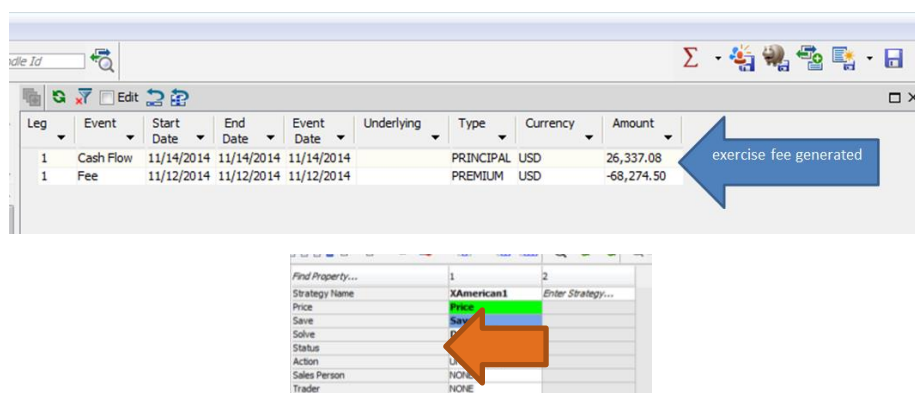 dle Id
Edit
Leg Event Start Date End Date Event Date Underlying Type Currency Amount
1 Cash Flow 11/14/2014 11/14/2014 11/14/2014 PRINCIPAL USD 26,337.08
1 Fee 11/12/2014 11/12/2014 11/12/2014 PREMIUM USD -68,274.50
exercise fee generated
Find Property... 1 2
Strategy Name XAmerican1 Enter Strategy...
Price Price
Save Save
Solve
Status
Action
Sales Person NONE
Trader NONE